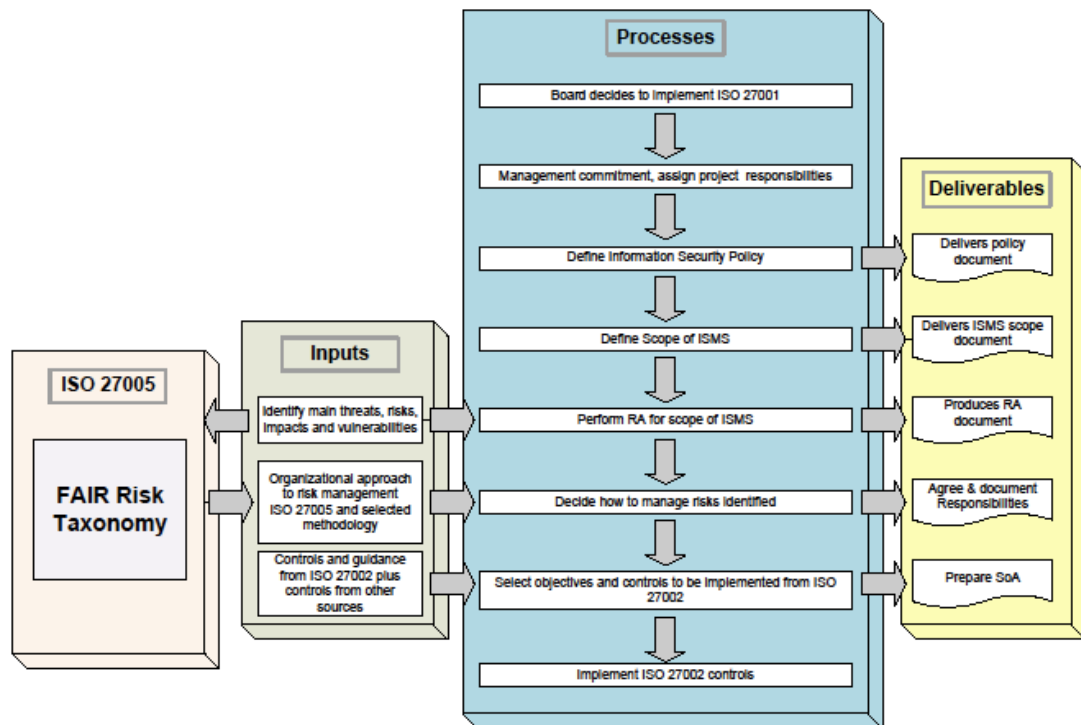 ISO 27005
FAIR Risk
Taxonomy
Inputs
Identify main threats, risks,
impacts and vulnerabilities
Organizational approach
to risk management
ISO 27005 and selected
methodology
Controls and guidance
from ISO 27002 plus
controls from other
sources
Processes
Board decides to implement ISO 27001
Management commitment, assign project responsibilities
Define Information Security Policy
Define Scope of ISMS
Perform RA for scope of ISMS
Decide how to manage risks identified
Select objectives and controls to be implemented from ISO
27002
Implement ISO 27002 controls
Deliverables
Delivers policy
document
Delivers ISMS scope
document
Produces RA
document
Agree & document
Responsibilities
Prepare SoA